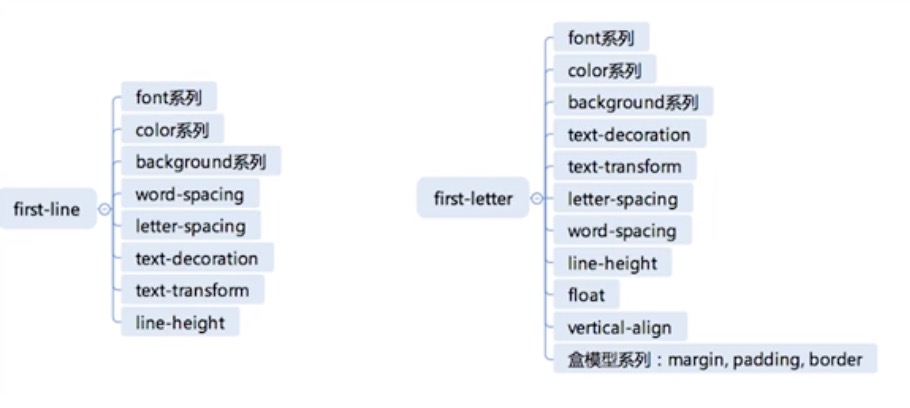 first-line
font系列
color系列
background系列
word-spacing
letter-spacing
text-decoration
text-transform
line-height
first-letter
font系列
color系列
background系列
text-decoration
text-transform
letter-spacing
word-spacing
line-height
float
vertical-align
盒模型系列：margin, padding, border